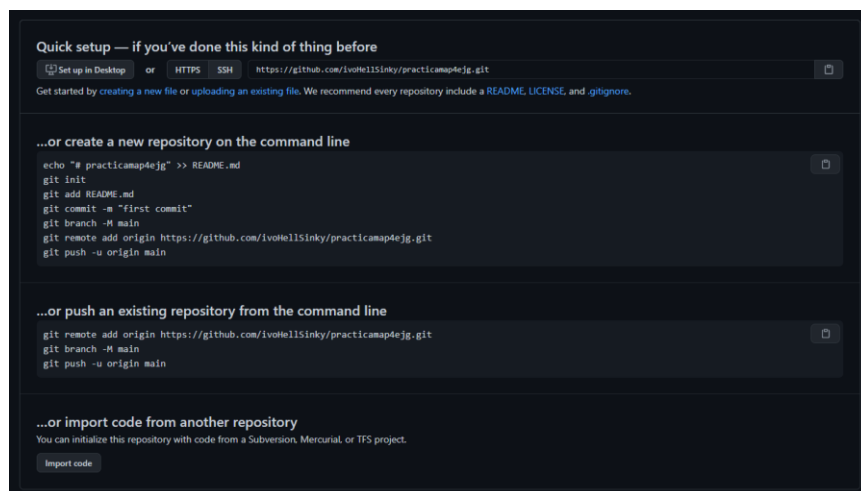 Quick setup — if you've done this kind of thing before
Set up in Desktop or HTTPS SSH https://github.com/ivoHellSinky/practicamap4ejg.git
Get started by creating a new file or uploading an existing file. We recommend every repository include a README, LICENSE, and .gitignore.
...or create a new repository on the command line
echo "# practicamap4ejg" >> README.md
git init
git add README.md
git commit -m "first commit"
git branch -M main
git remote add origin https://github.com/ivoHellSinky/practicamap4ejg.git
git push -u origin main
...or push an existing repository from the command line
git remote add origin https://github.com/ivoHellSinky/practicamap4ejg.git
git branch -M main
git push -u origin main
...or import code from another repository
You can initialize this repository with code from a Subversion, Mercurial, or TFS project.
Import code